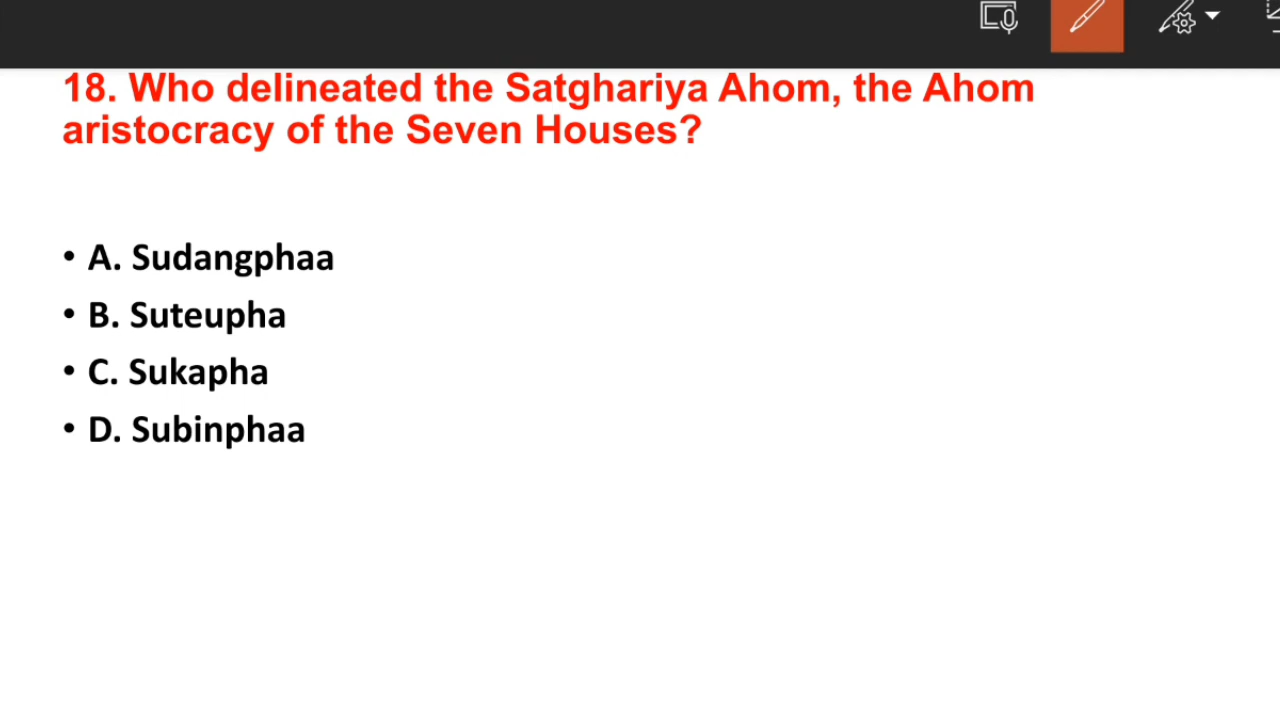 18. Who delineated the Satghariya Ahom, the Ahom
aristocracy of the Seven Houses?
• A. Sudangphaa
• B. Suteupha
• C. Sukapha
• D. Subinphaa